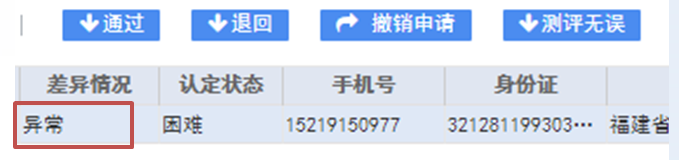 通过 退回 撤销申请 测评无误
差异情况 认定状态 手机号 身份证
异常 困难 15219150977 321281199303··· 福建省